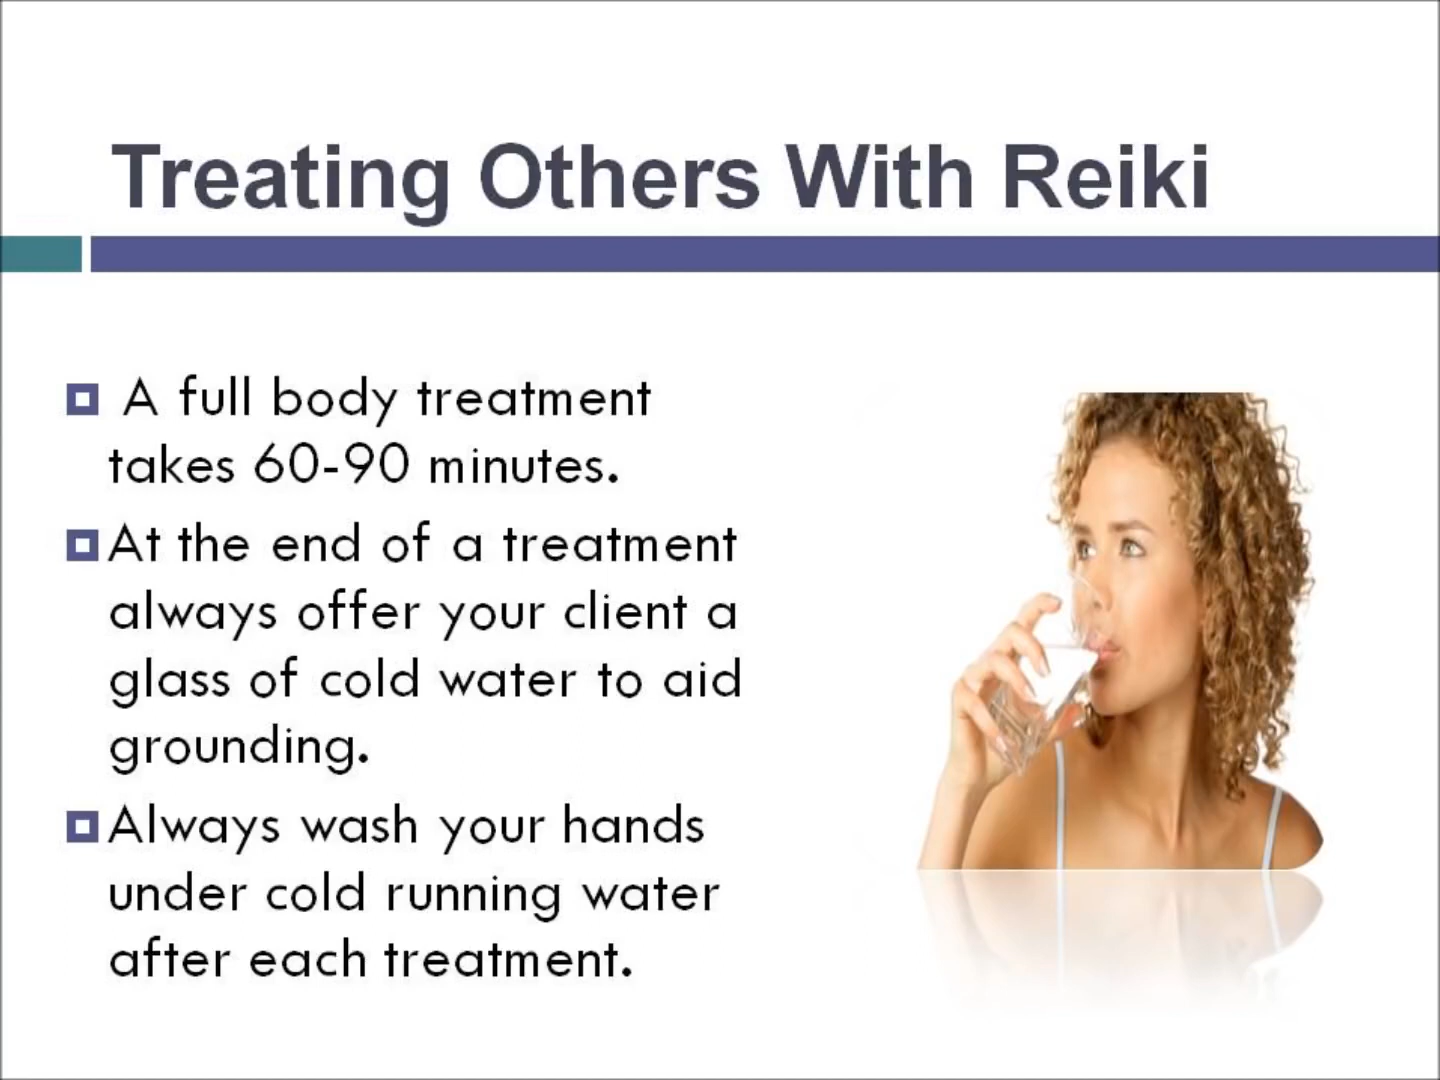 Treating Others With Reiki
A full body treatment
takes 60-90 minutes.
At the end of a treatment
always offer your client a
glass of cold water to aid
grounding.
Always wash your hands
under cold running water
after each treatment.